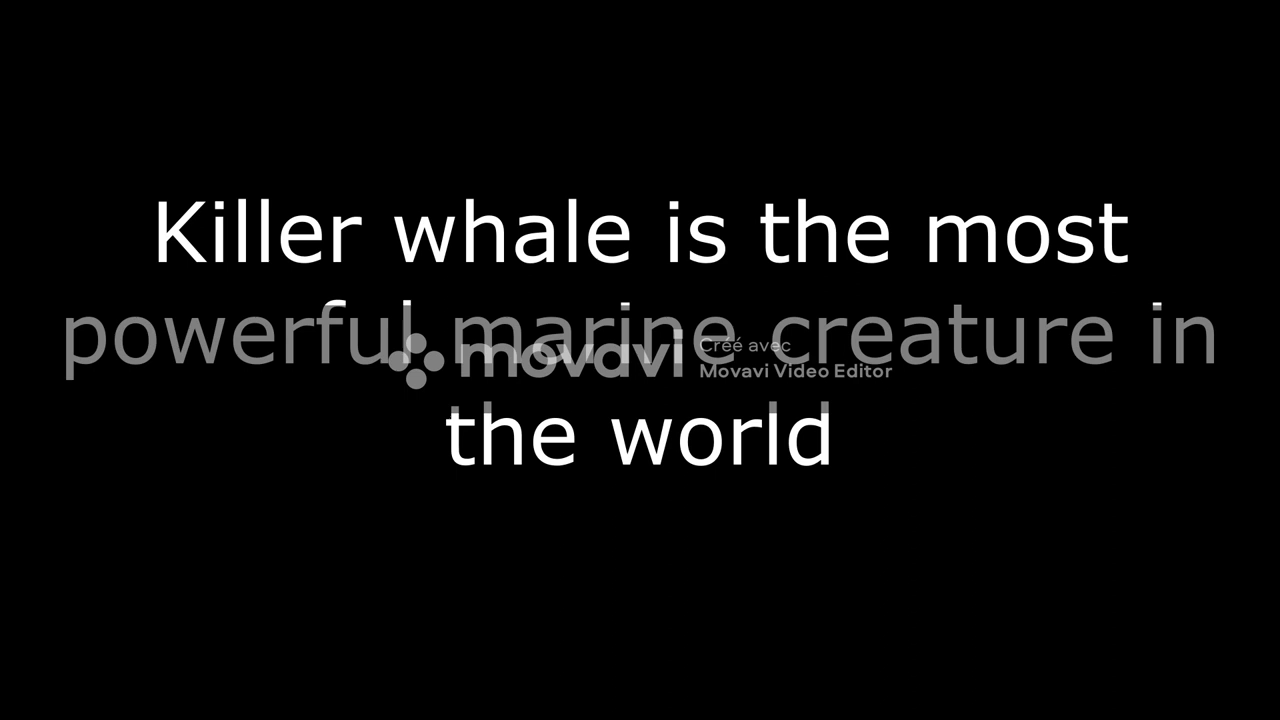 Killer whale is the most
powerful marine creature in
movavi
Créé avec
Movavi Video Editor
the world